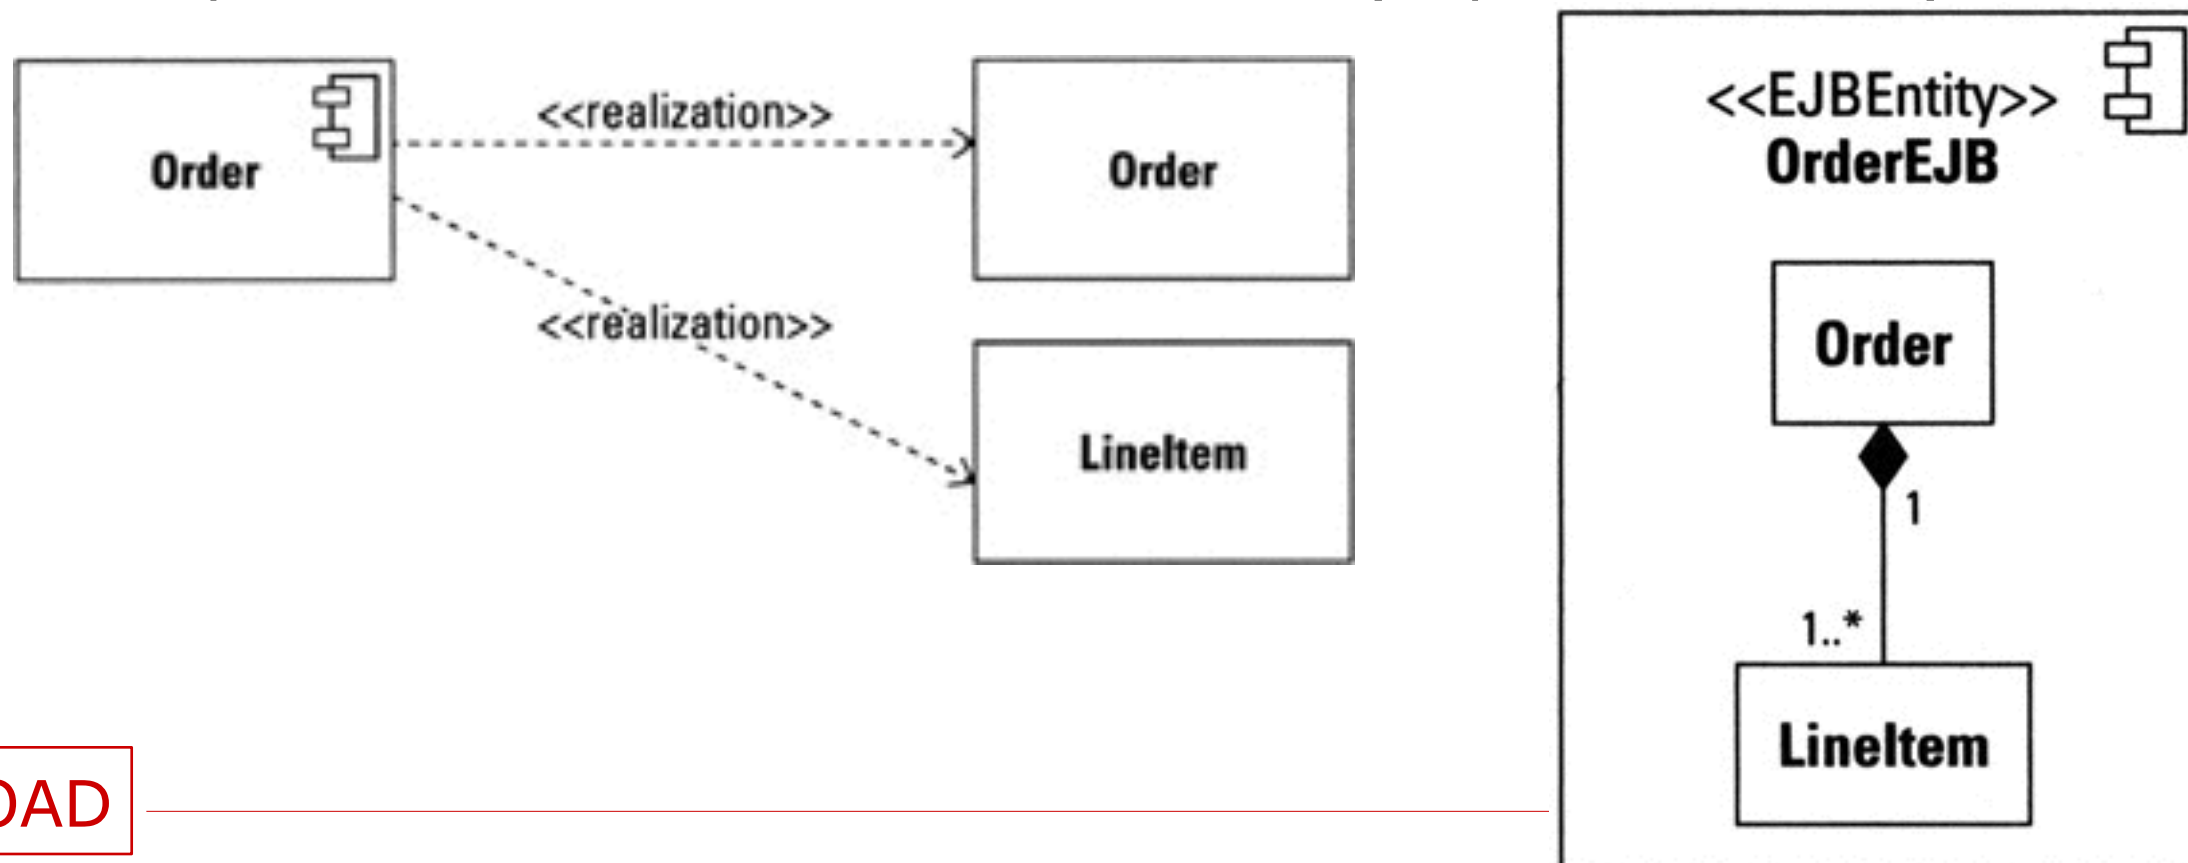 Order
<<realization>>
Order
<<realization>>
LineItem
<<EJBEntity>>
OrderEJB
Order
1
1..*
LineItem